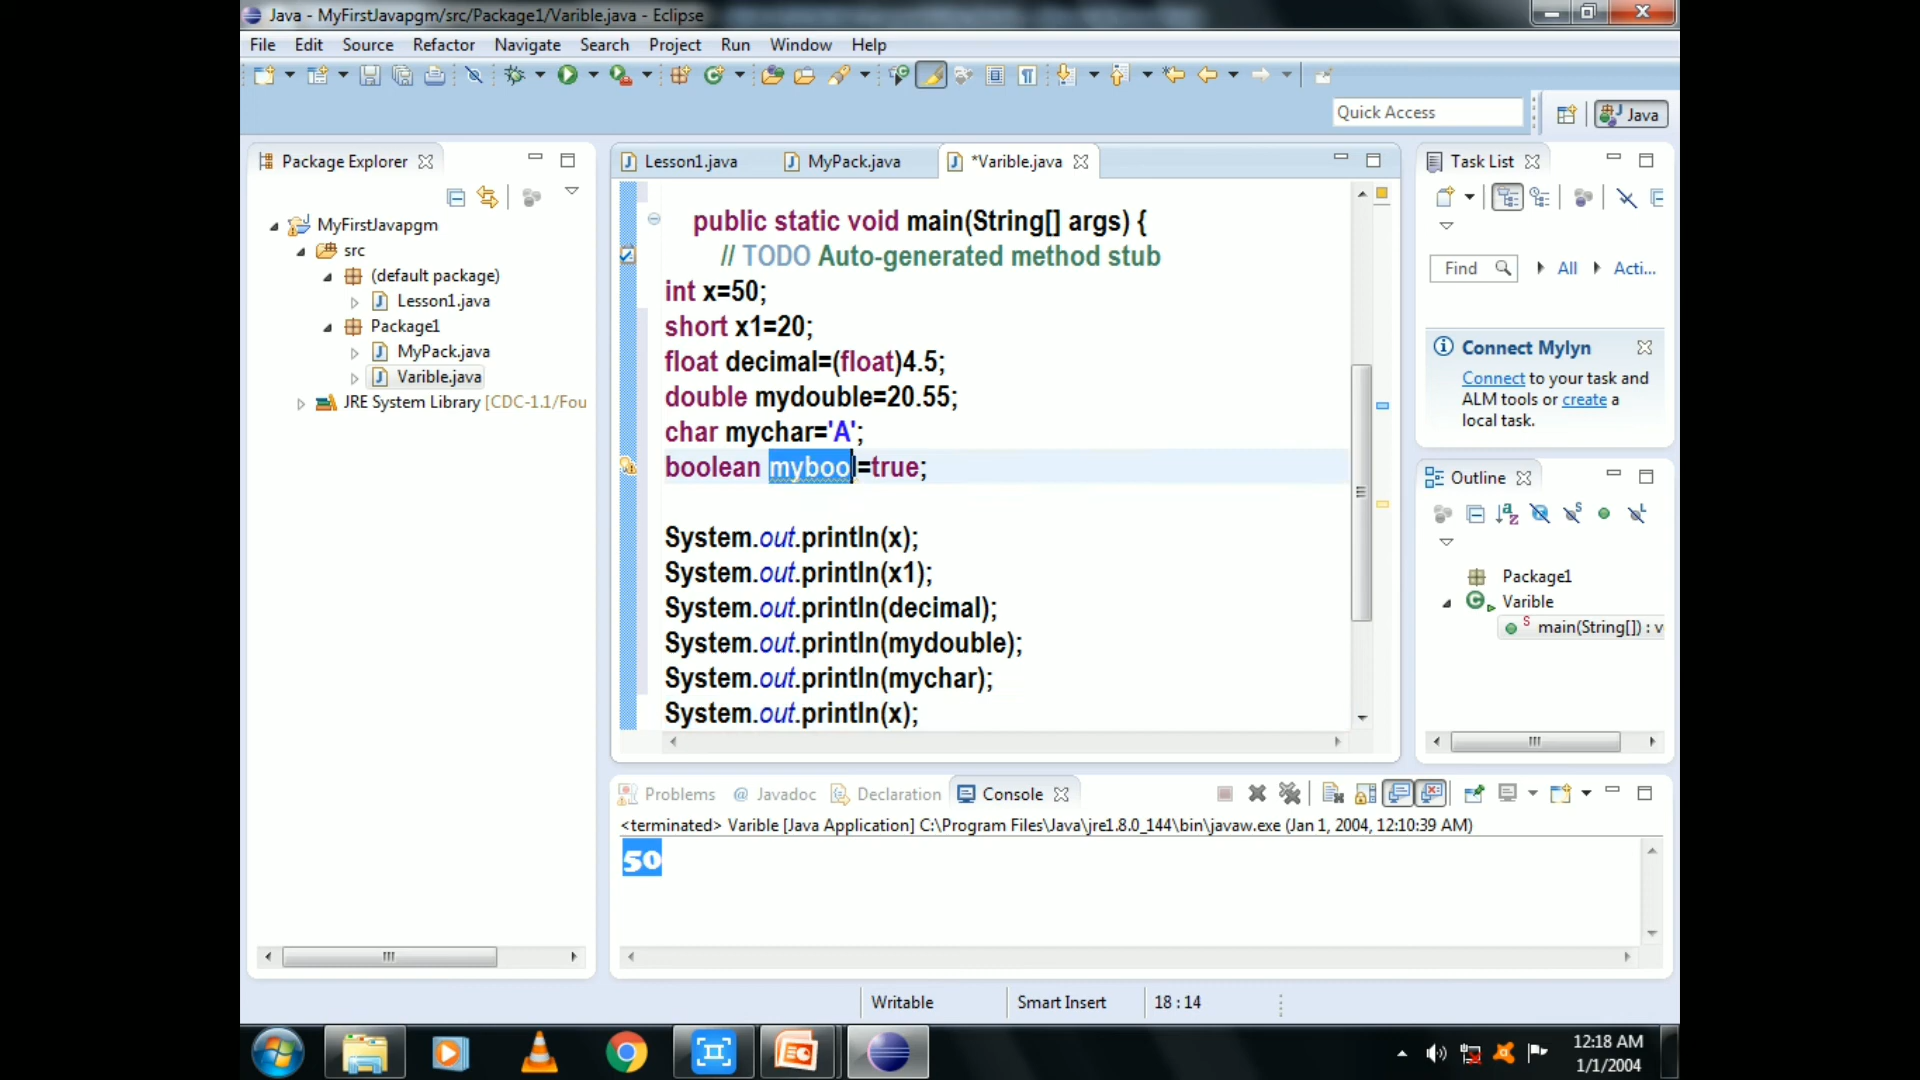 Java - MyFirstJavapgm/src/Package1/Varible.java - Eclipse
File Edit Source Refactor Navigate Search Project Run Window Help
Quick Access
Java
Package Explorer
MyFirstJavapgm
src
(default package)
Lesson1.java
Package1
MyPack.java
Varible.java
JRE System Library [CDC-1.1/Fou
Lesson1.java MyPack.java *Varible.java
public static void main(String[] args) {
// TODO Auto-generated method stub
int x=50;
short x1=20;
float decimal=(float)4.5;
double mydouble=20.55;
char mychar='A';
boolean mybool=true;
System.out.println(x);
System.out.println(x1);
System.out.println(decimal);
System.out.println(mydouble);
System.out.println(mychar);
System.out.println(x);
Task List
Find All Acti...
Connect Mylyn
Connect to your task and
ALM tools or create a
local task.
Outline
Package1
Varible
main(String[]) : v
Problems @ Javadoc Declaration Console
<terminated> Varible [Java Application] C:\Program Files\Java\jre1.8.0_144\bin\javaw.exe (Jan 1, 2004, 12:10:39 AM)
50
Writable Smart Insert 18 : 14
12:18 AM
1/1/2004